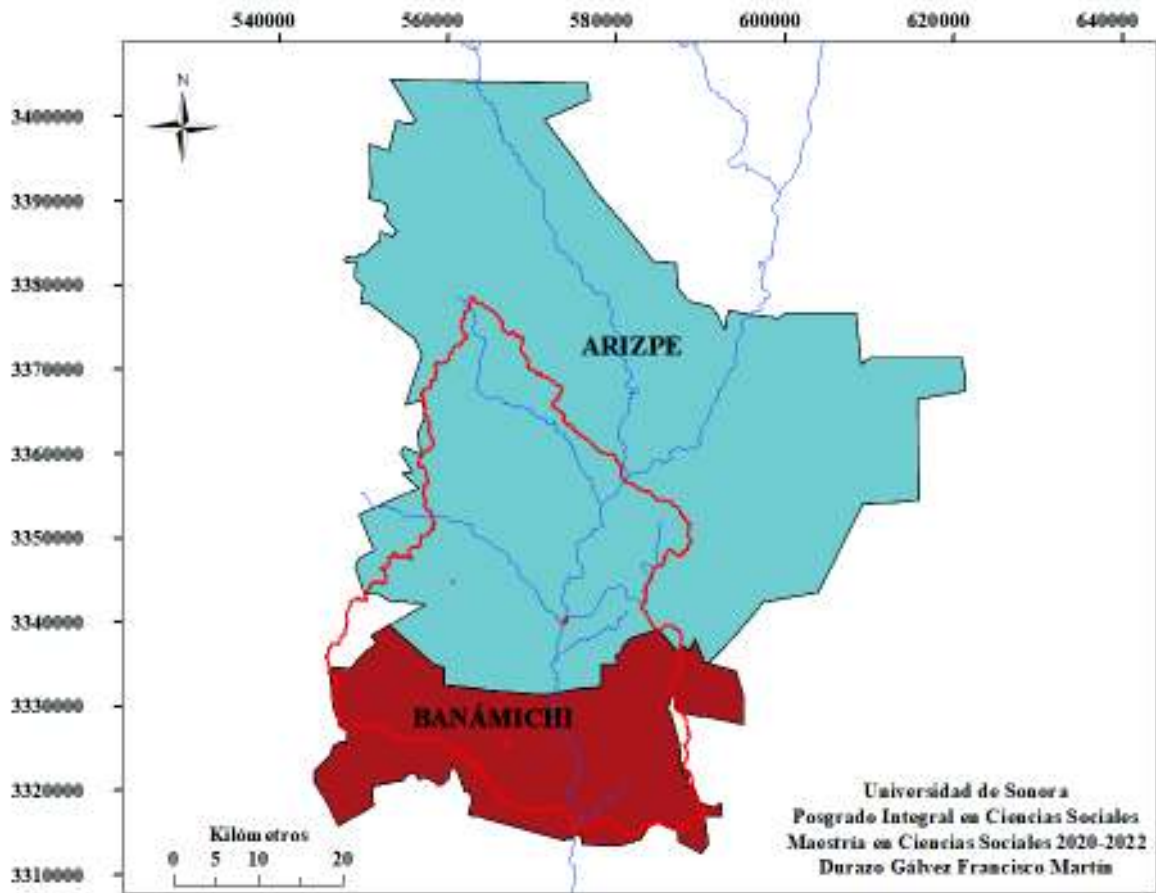 540000 560000 580000 600000 620000 640000
N
3400000
3390000
3380000
3370000
ARIZPE
3360000
3350000
3340000
3330000
BANÁMICHI
3320000
3310000
Universidad de Sonora
Posgrado Integral en Ciencias Sociales
Maestría en Ciencias Sociales 2020-2022
Durazo Gálvez Francisco Martín
Kilómetros
0 5 10 20